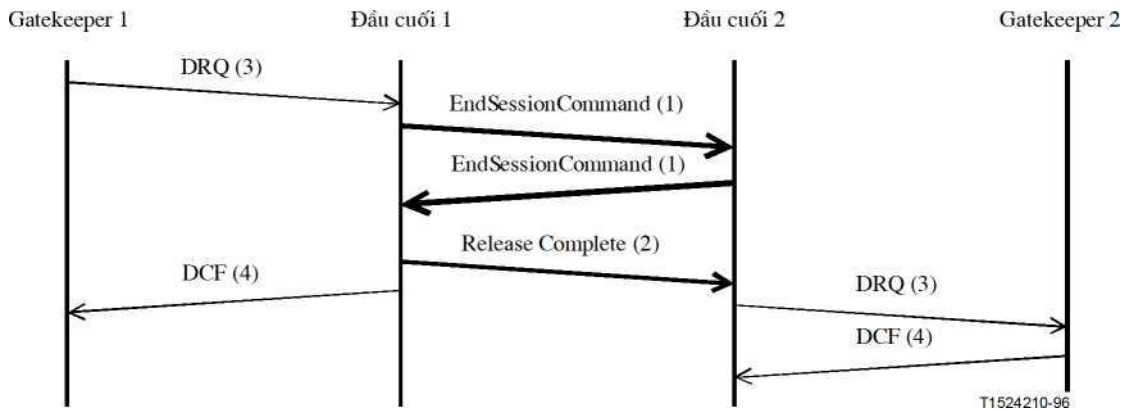 Gatekeeper 1 Đầu cuối 1 Đầu cuối 2 Gatekeeper 2
DRQ (3)
EndSessionCommand (1)
EndSessionCommand (1)
Release Complete (2)
DCF (4)
DRQ (3)
DCF (4)
T1524210-96